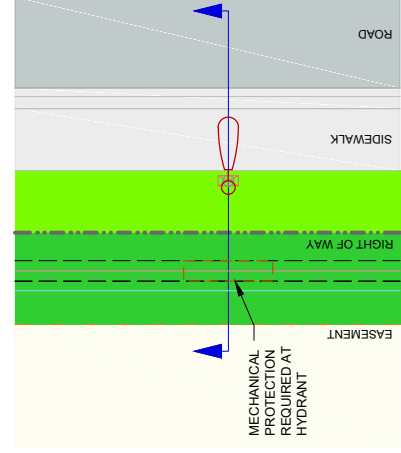 ROAD
SIDEWALK
RIGHT OF WAY
EASEMENT
MECHANICAL
PROTECTION
REQUIRED AT
HYDRANT